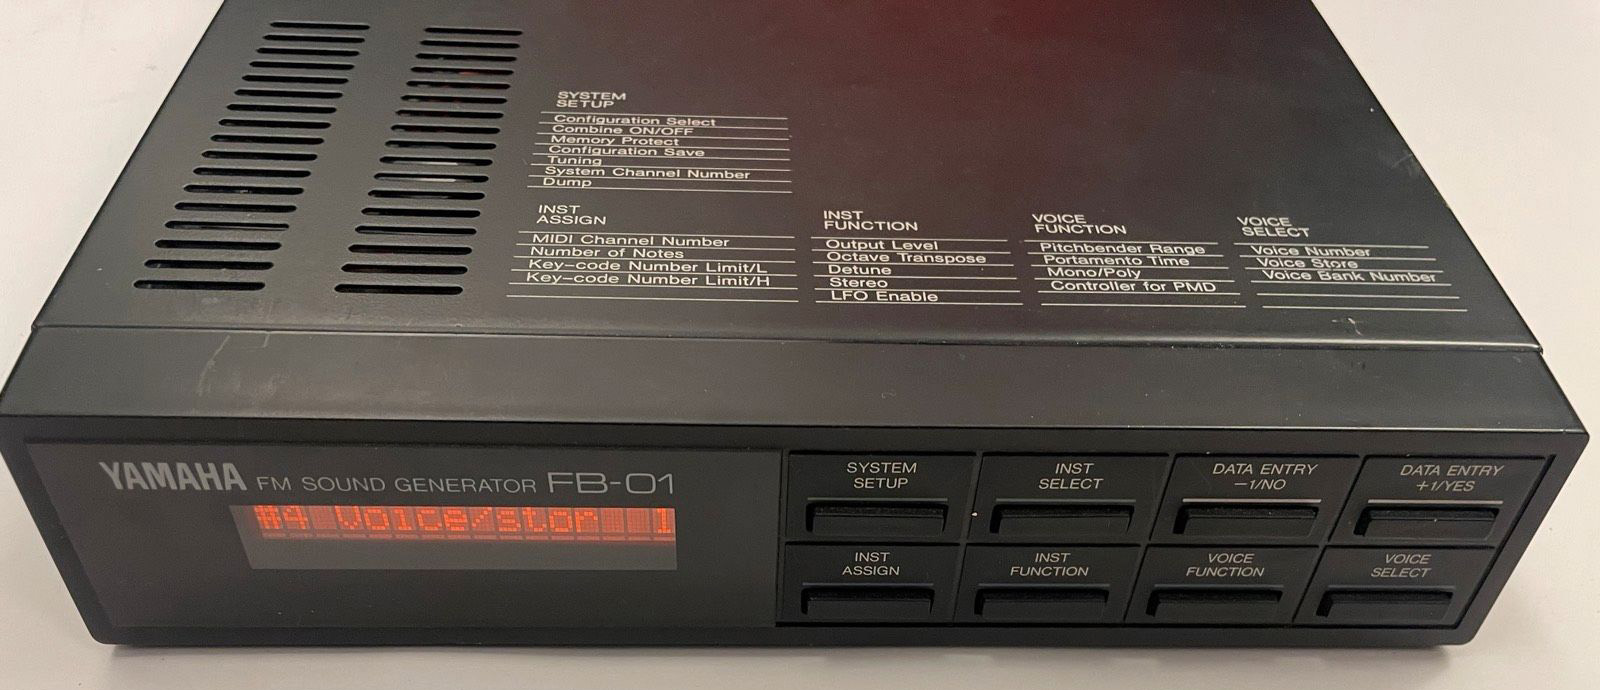 SYSTEM
SETUP
Configuration Select
Combine ON/OFF
Memory Protect
Configuration Save
Tuning
System Channel Number
Dump
INST
ASSIGN
MIDI Channel Number
Number of Notes
Key-code Number Limit/L
Key-code Number Limit/H
INST
FUNCTION
Output Level
Octave Transpose
Detune
Stereo
LFO Enable
VOICE
FUNCTION
Pitchbender Range
Portamento Time
Mono/Poly
Controller for PMD
VOICE
SELECT
Voice Number
Voice Store
Voice Bank Number
YAMAHA FM SOUND GENERATOR FB-01
#4 Voice/stor 1
SYSTEM
SETUP
INST
SELECT
DATA ENTRY
-1/NO
DATA ENTRY
+1/YES
INST
ASSIGN
INST
FUNCTION
VOICE
FUNCTION
VOICE
SELECT